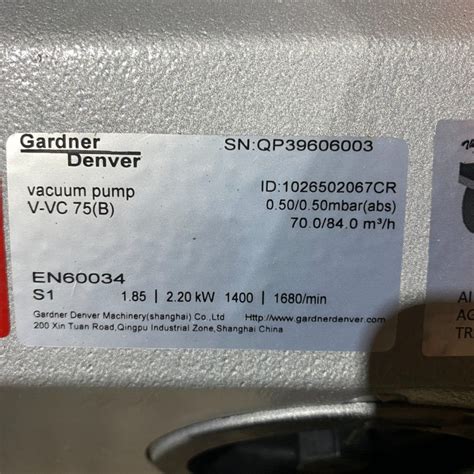 Gardner
Denver
SN:QP39606003
vacuum pump
ID:1026502067CR
V-VC 75(B)
0.50/0.50mbar(abs)
70.0/84.0 m³/h
EN60034
S1 1.85 | 2.20 kW 1400 | 1680/min
Gardner Denver Machinery(shanghai) Co.,Ltd Http://www.gardnerdenver.com
200 Xin Tuan Road,Qingpu Industrial Zone,Shanghai China